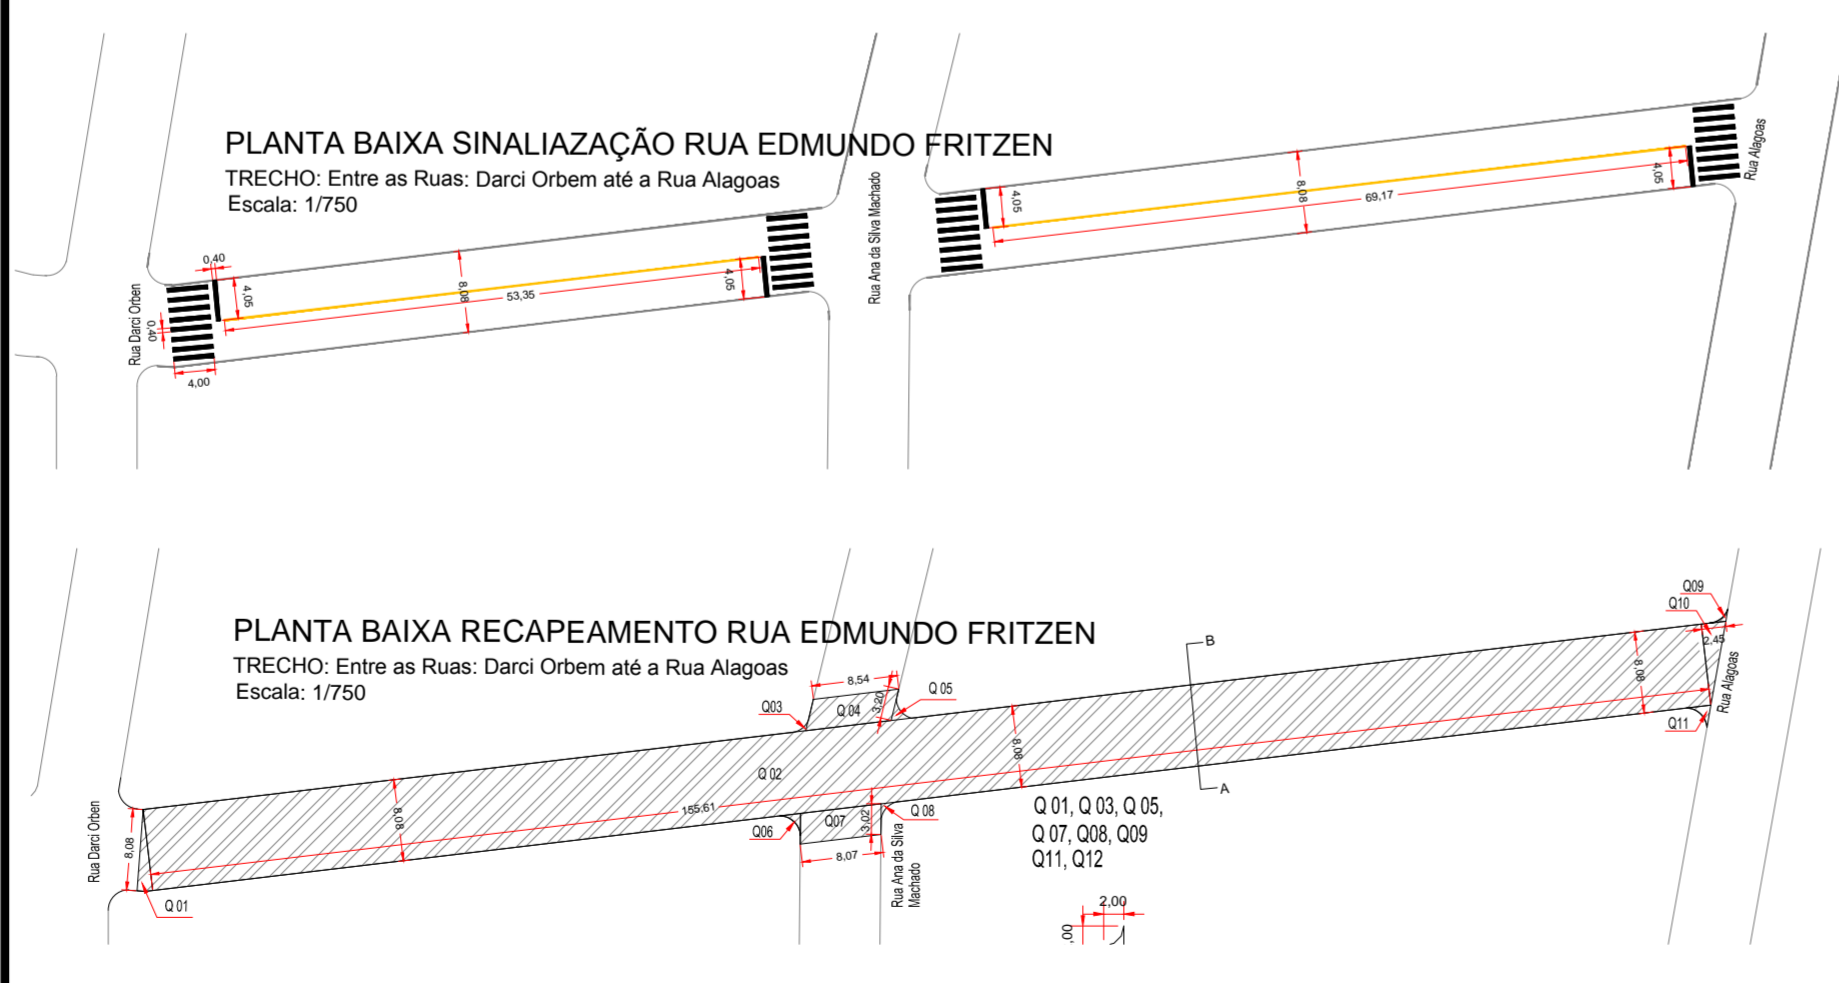 PLANTA BAIXA SINALIAZAÇÃO RUA EDMUNDO FRITZEN
TRECHO: Entre as Ruas: Darci Orbem até a Rua Alagoas
Escala: 1/750
Rua Darci Orben
0,40
4,05
0,40
4,00
8,08
53,35
4,05
Rua Ana da Silva Machado
4,05
8,08
69,17
4,05
Rua Alagoas
PLANTA BAIXA RECAPEAMENTO RUA EDMUNDO FRITZEN
TRECHO: Entre as Ruas: Darci Orbem até a Rua Alagoas
Escala: 1/750
Rua Darci Orben
8,08
Q 01
8,08
155,61
Q 02
Q03
8,54
Q 04
3,20
Q 05
Q06
Q07
3,02
Q 08
8,07
Rua Ana da Silva
Machado
8,08
B
A
Q 01, Q 03, Q 05,
Q 07, Q08, Q09
Q11, Q12
2,00
,00
Q09
Q10
2,45
8,08
Q11
Rua Alagoas